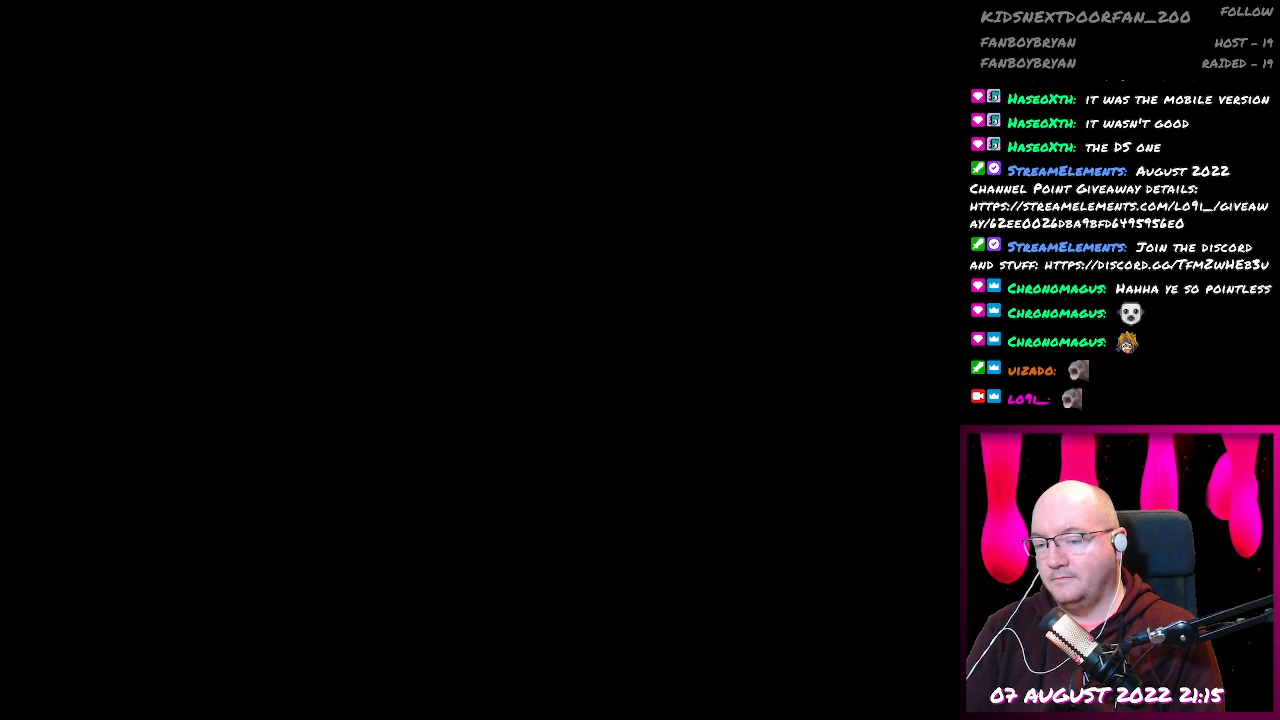 KIDSNEXTDOORFAN_200 FOLLOW
FANBOYBRYAN HOST - 19
FANBOYBRYAN RAIDED - 19
HaseoXth: it was the mobile version
HaseoXth: it wasn't good
HaseoXth: the DS one
StreamElements: August 2022
Channel Point Giveaway details:
https://streamelements.com/lo9i_/giveaw
ay/62ee0026dba9bfd6495956e0
StreamElements: Join the discord
and stuff: https://discord.gg/TfmZwHEb3u
Chronomagus: Hahha ye so pointless
Chronomagus:
Chronomagus:
uizado:
lo9i_:
07 AUGUST 2022 21:15